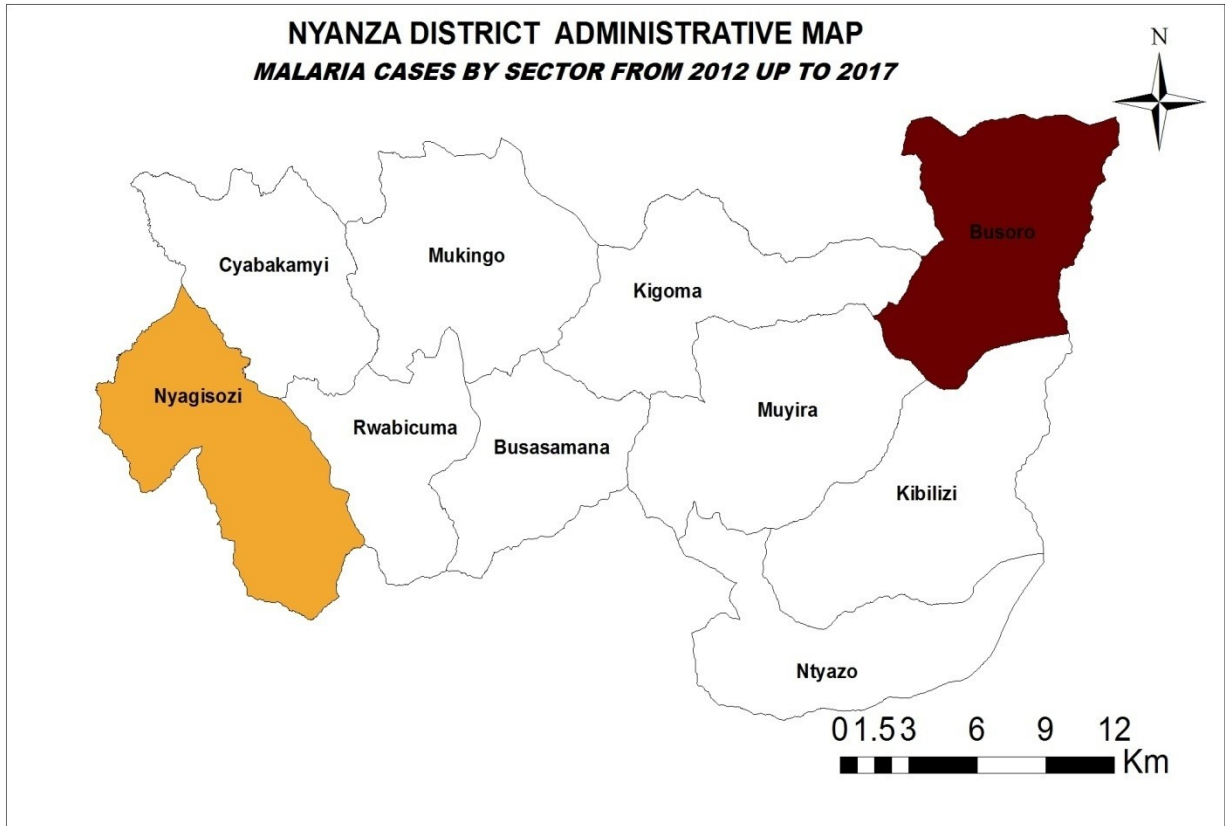 NYANZA DISTRICT ADMINISTRATIVE MAP
MALARIA CASES BY SECTOR FROM 2012 UP TO 2017
N
Busoro
Mukingo
Cyabakamyi
Kigoma
Nyagisozi
Muyira
Rwabicuma
Busasamana
Kibilizi
Ntyazo
0 1.5 3 6 9 12
Km